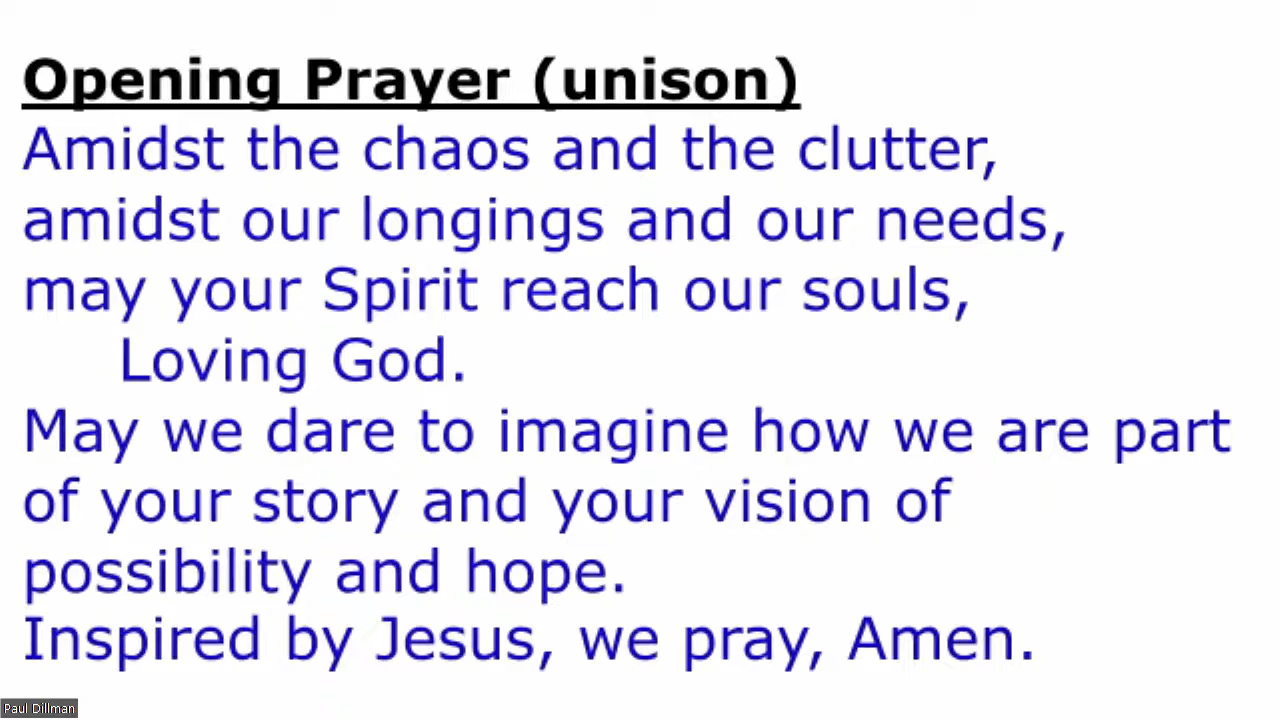 Opening Prayer (unison)
Amidst the chaos and the clutter,
amidst our longings and our needs,
may your Spirit reach our souls,
Loving God.
May we dare to imagine how we are part
of your story and your vision of
possibility and hope.
Inspired by Jesus, we pray, Amen.
Paul Dillman